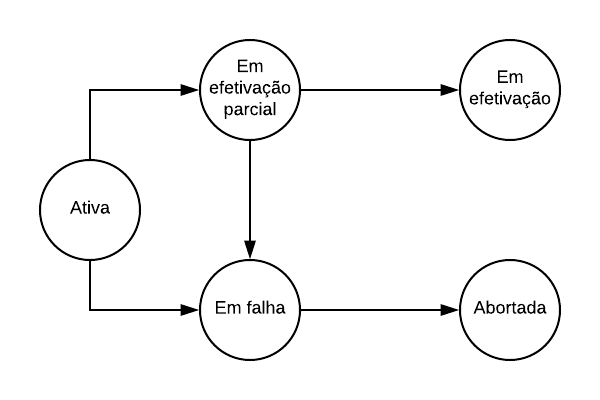 Em
efetivação
parcial
Em
efetivação
Ativa
Em falha
Abortada